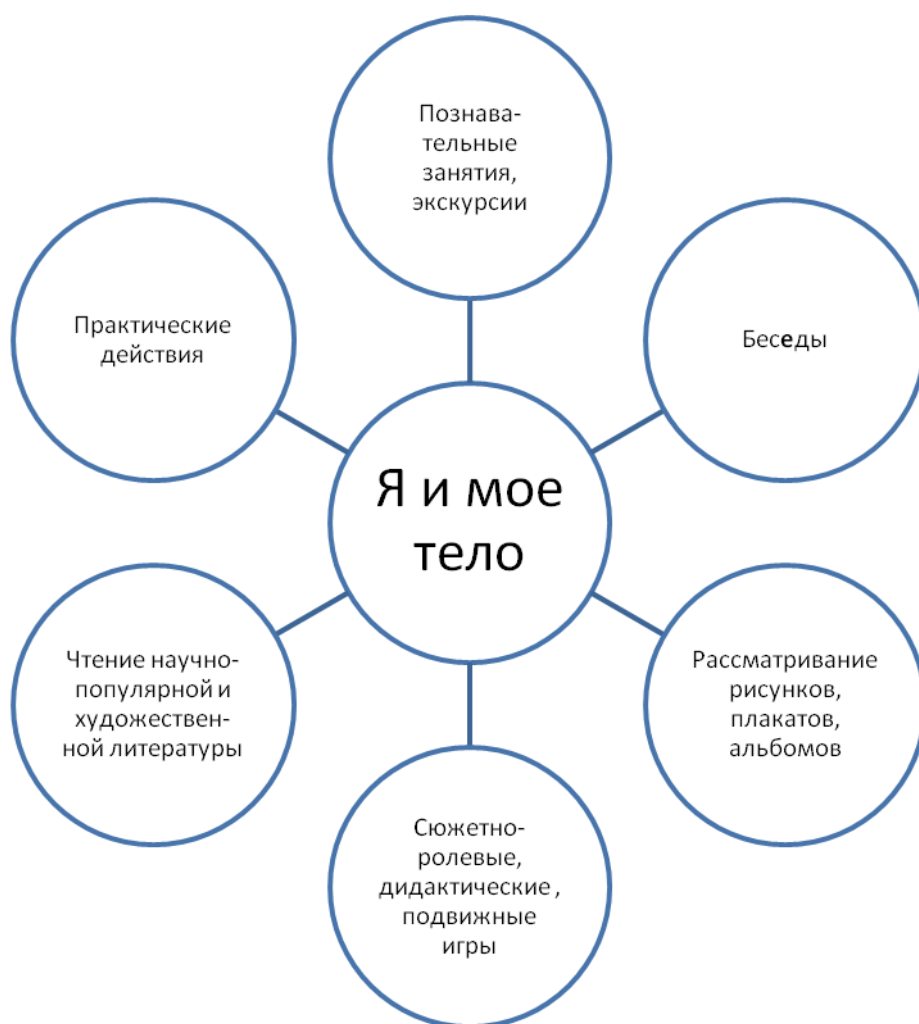 Познава-
тельные
занятия,
экскурсии
Беседы
Рассматривание
рисунков,
плакатов,
альбомов
Сюжетно-
ролевые,
дидактические ,
подвижные
игры
Чтение научно-
популярной и
художествен-
ной литературы
Практические
действия
Я и мое
тело